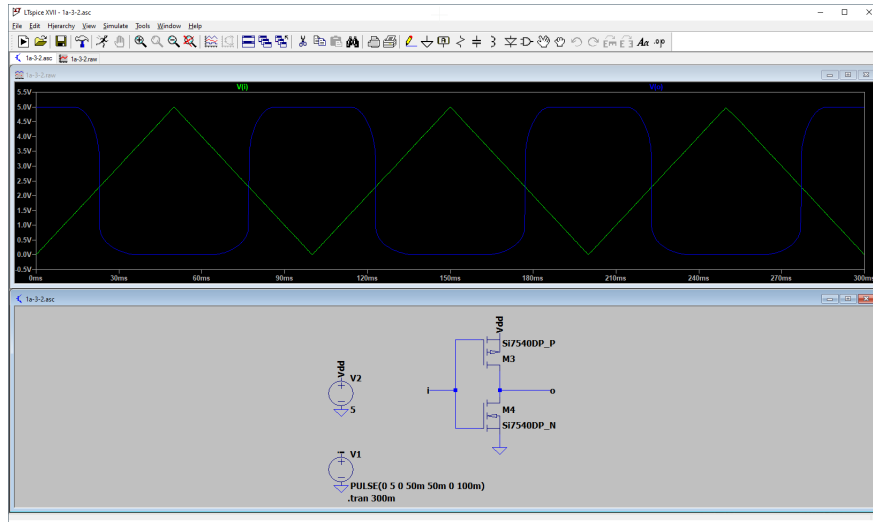 LTspice XVII - 1a-3-2.asc
File Edit Hierarchy View Simulate Tools Window Help
1a-3-2.asc 1a-3-2.raw
1a-3-2.raw
V(i) V(o)
5.5V
5.0V
4.5V
4.0V
3.5V
3.0V
2.5V
2.0V
1.5V
1.0V
0.5V
0.0V
-0.5V
0ms 30ms 60ms 90ms 120ms 150ms 180ms 210ms 240ms 270ms 300ms
1a-3-2.asc
Vdd
Si7540DP_P
M3
Vdd
V2
5
i
o
M4
Si7540DP_N
i
V1
PULSE(0 5 0 50m 50m 0 100m)
.tran 300m